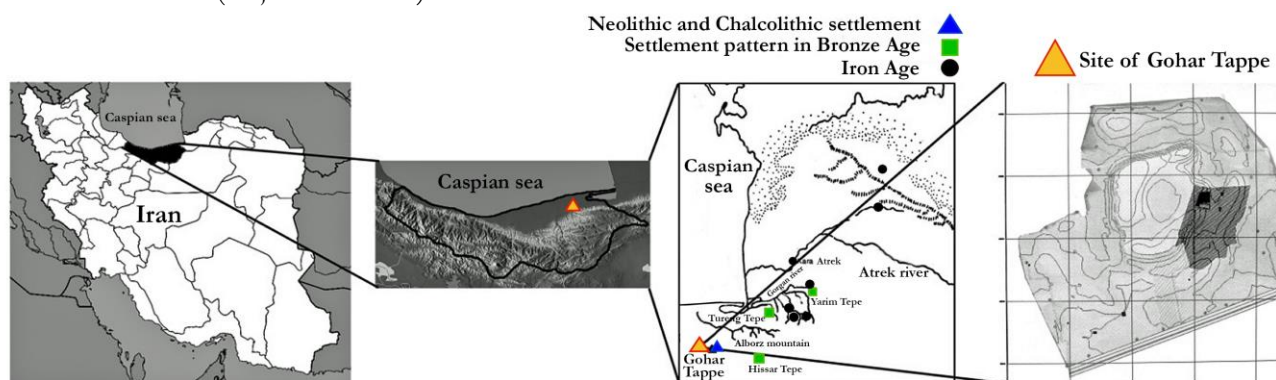 Neolithic and Chalcolithic settlement
Settlement pattern in Bronze Age
Iron Age
Site of Gohar Tappe
Caspian sea
Iran
Caspian sea
Caspian
sea
Atrek
Atrek river
Gorgan river
Yarim Tepe
Tureng Tepe
Alborz mountain
Gohar
Tappe
Hissar Tepe